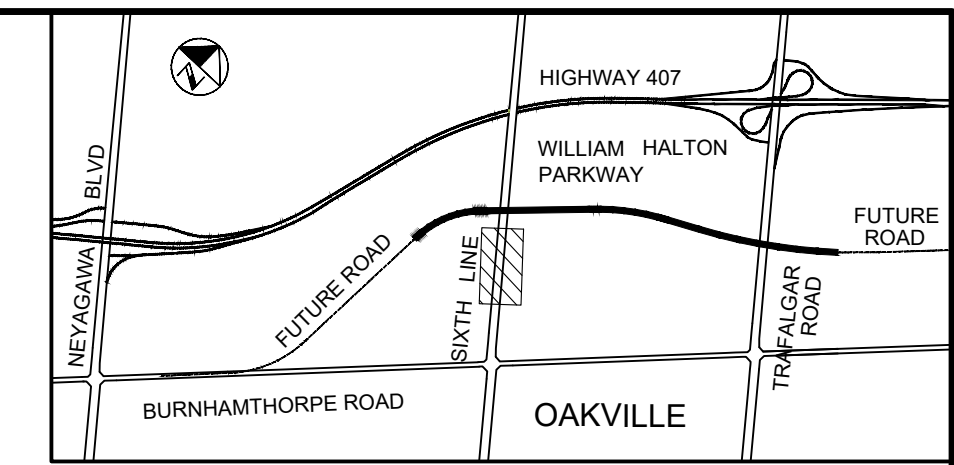 HIGHWAY 407
WILLIAM HALTON
PARKWAY
NEYAGAWA BLVD
FUTURE
ROAD
FUTURE ROAD
SIXTH LINE
TRAFALGAR
ROAD
BURNHAMTHORPE ROAD
OAKVILLE
N